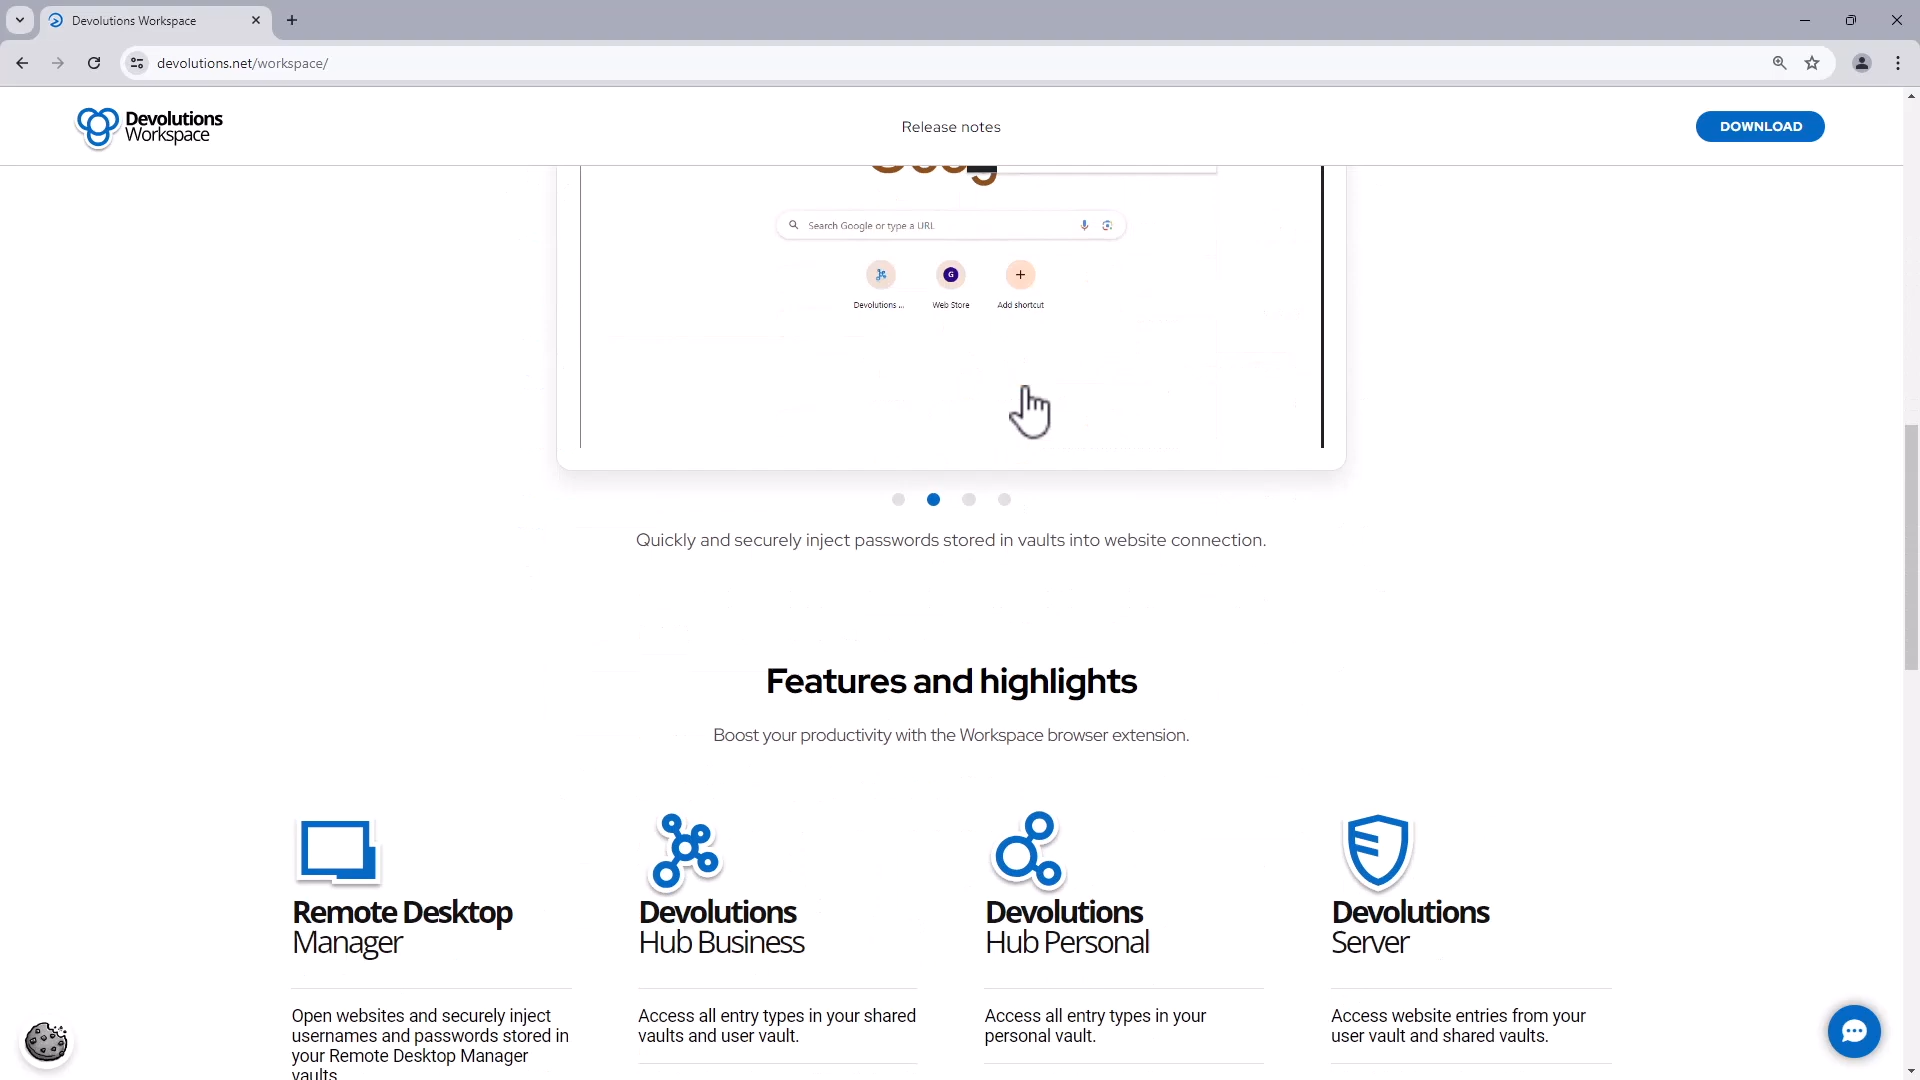 Devolutions Workspace
devolutions.net/workspace/
Devolutions
Workspace
Release notes
DOWNLOAD
Search Google or type a URL
G
Devolutions ...
Web Store
Add shortcut
Quickly and securely inject passwords stored in vaults into website connection.
Features and highlights
Boost your productivity with the Workspace browser extension.
Remote Desktop
Manager
Devolutions
Hub Business
Devolutions
Hub Personal
Devolutions
Server
Open websites and securely inject
usernames and passwords stored in
your Remote Desktop Manager
vaults.
Access all entry types in your shared
vaults and user vault.
Access all entry types in your
personal vault.
Access website entries from your
user vault and shared vaults.